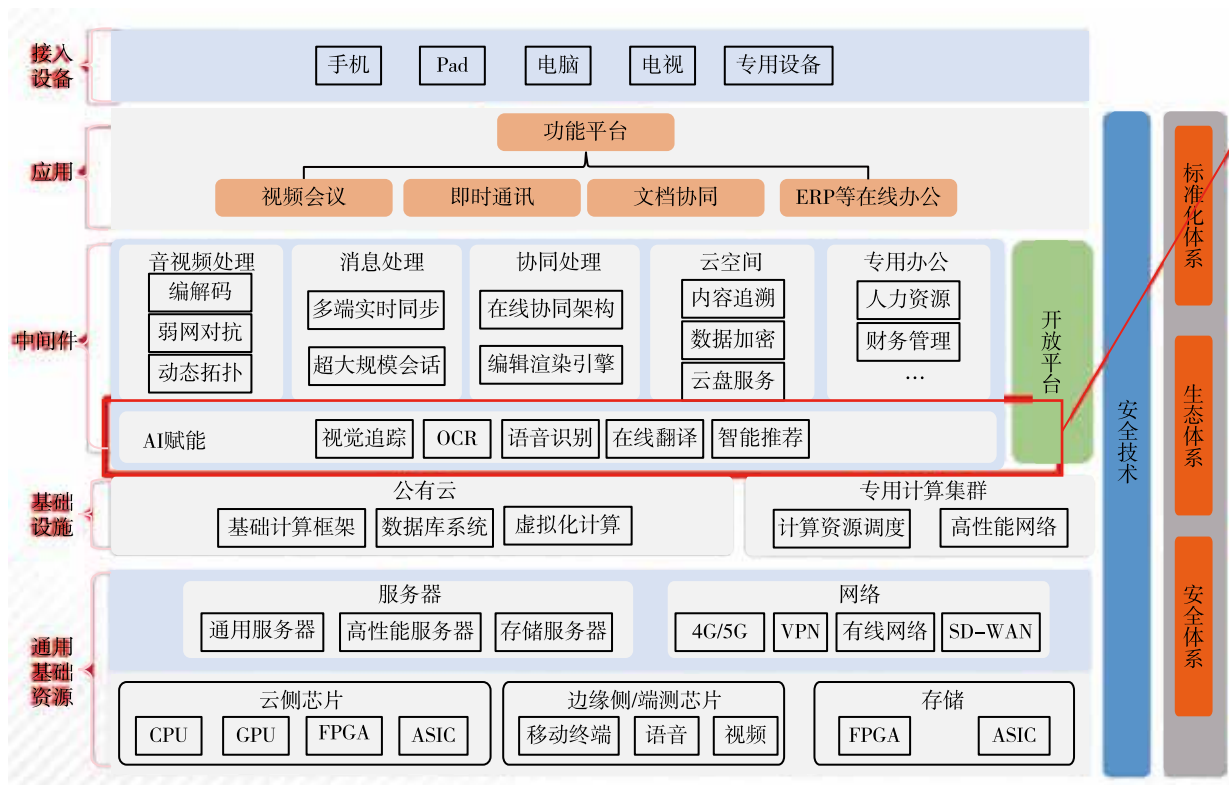 接入
设备
手机
Pad
电脑
电视
专用设备
应用
功能平台
视频会议
即时通讯
文档协同
ERP等在线办公
中间件
音视频处理
编解码
弱网对抗
动态拓扑
消息处理
多端实时同步
超大规模会话
协同处理
在线协同架构
编辑渲染引擎
云空间
内容追溯
数据加密
云盘服务
专用办公
人力资源
财务管理
…
AI赋能
视觉追踪
OCR
语音识别
在线翻译
智能推荐
开放平台
基础
设施
公有云
基础计算框架
数据库系统
虚拟化计算
专用计算集群
计算资源调度
高性能网络
通用
基础
资源
服务器
通用服务器
高性能服务器
存储服务器
网络
4G/5G
VPN
有线网络
SD-WAN
云侧芯片
CPU
GPU
FPGA
ASIC
边缘侧/端测芯片
移动终端
语音
视频
存储
FPGA
ASIC
安全技术
标准化体系
生态体系
安全体系